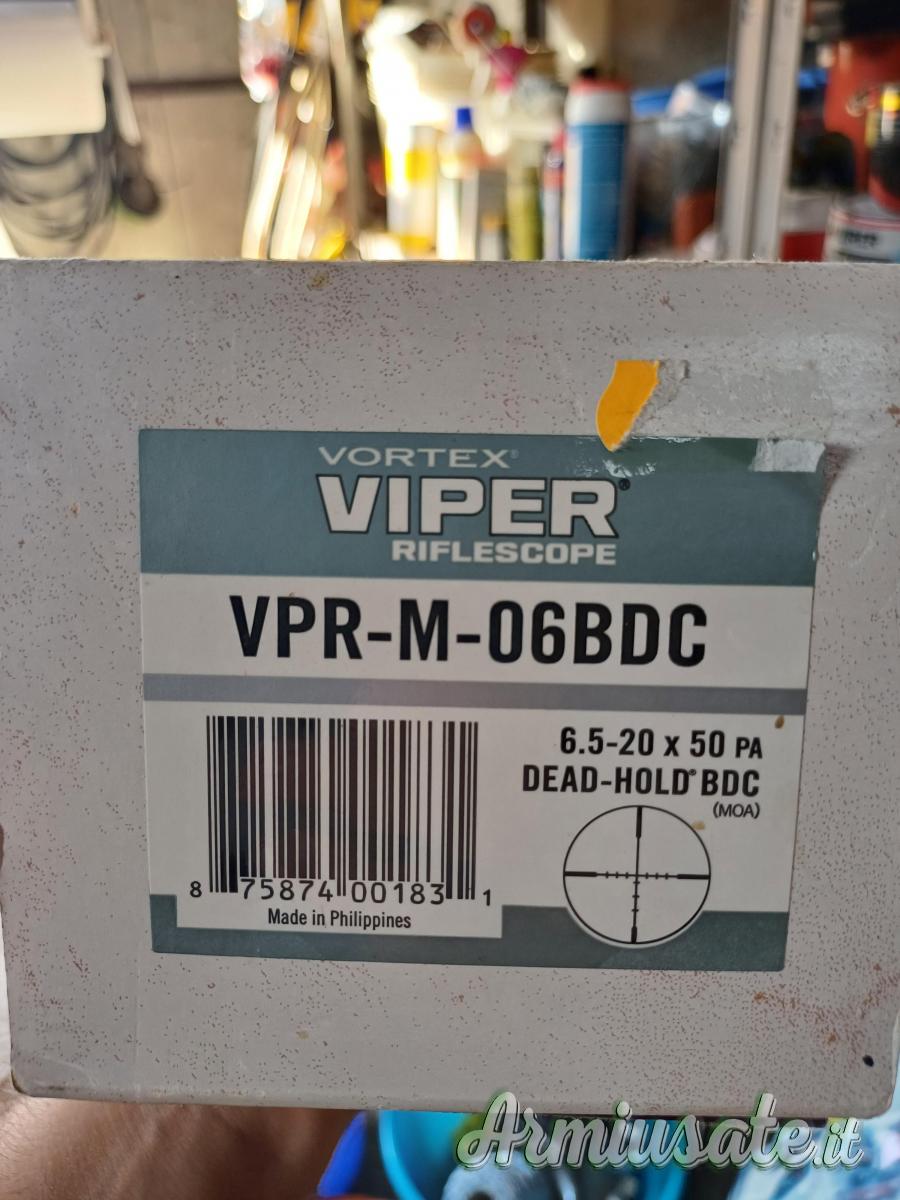 VORTEX®
VIPER®
RIFLESCOPE
VPR-M-06BDC
6.5-20 x 50 PA
DEAD-HOLD® BDC
(MOA)
8 75874 00183 1
Made in Philippines
Armiusate.it